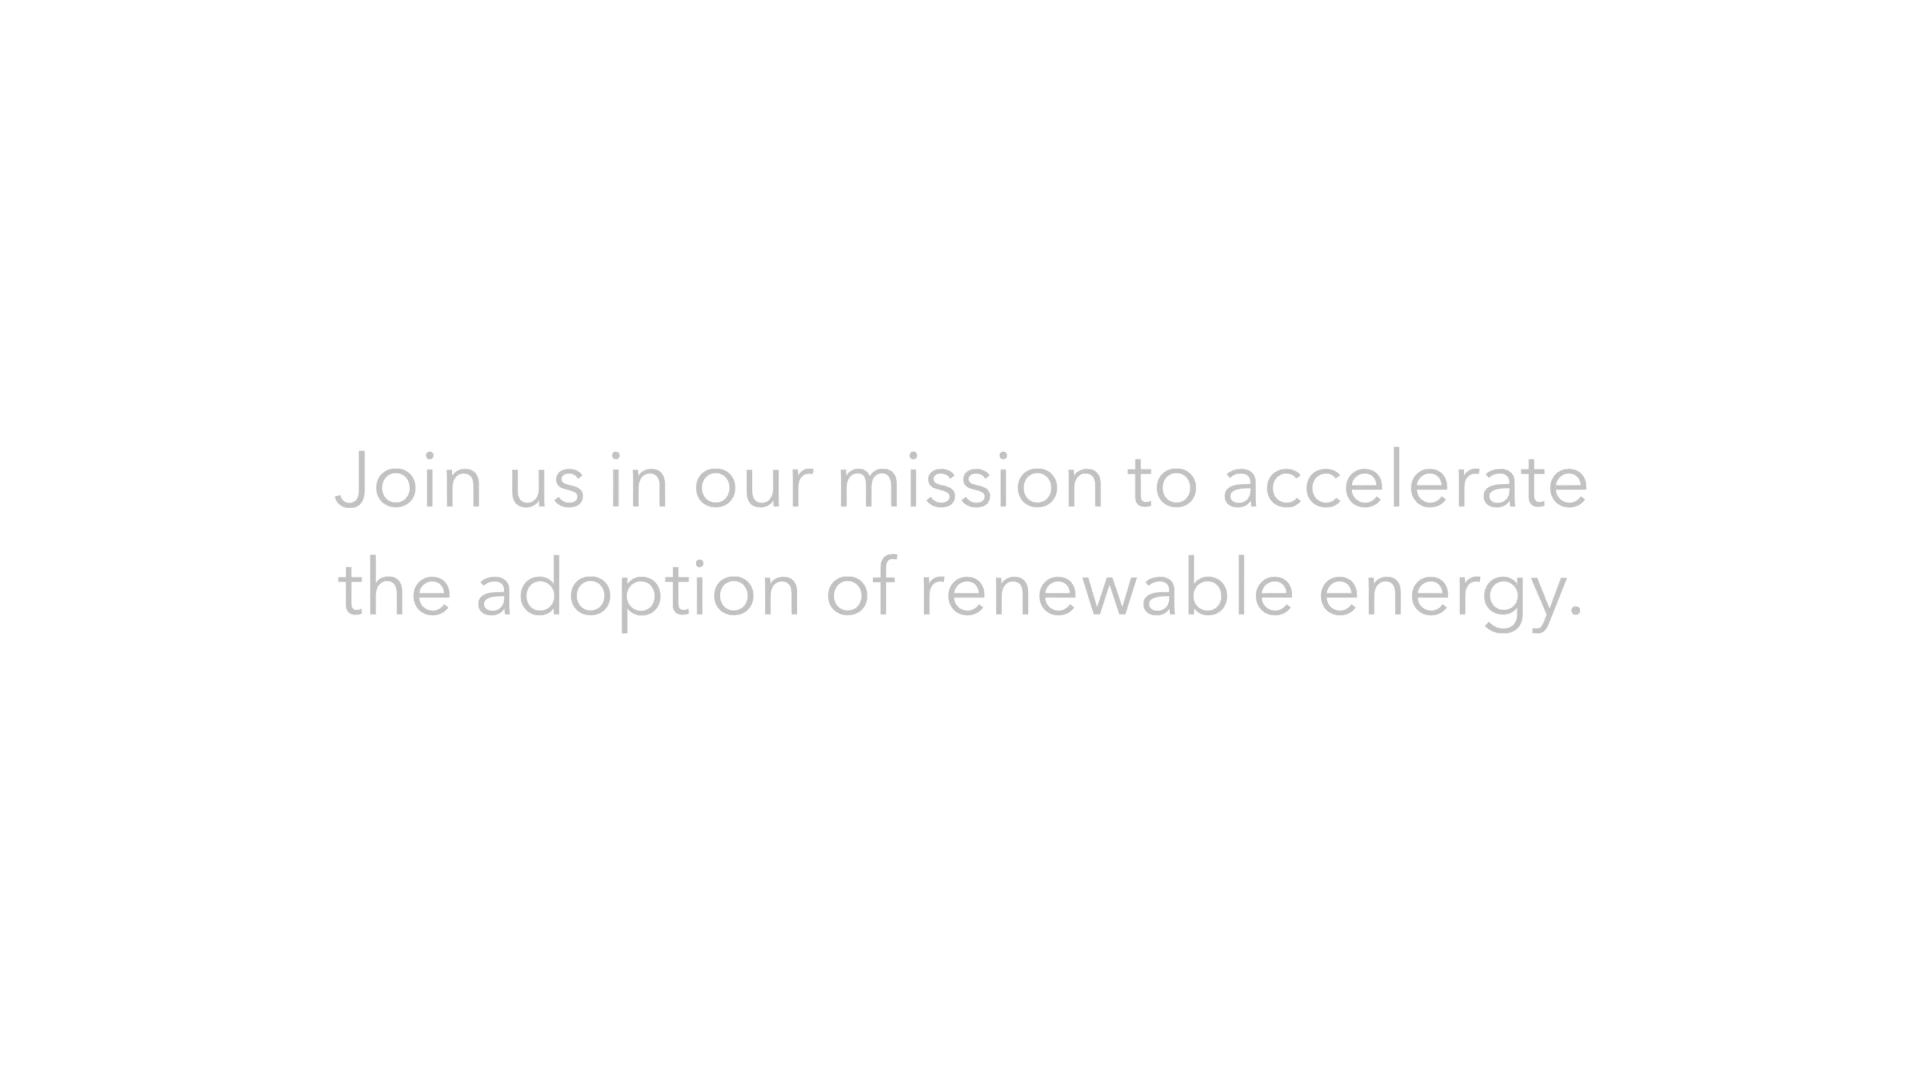 Join us in our mission to accelerate
the adoption of renewable energy.